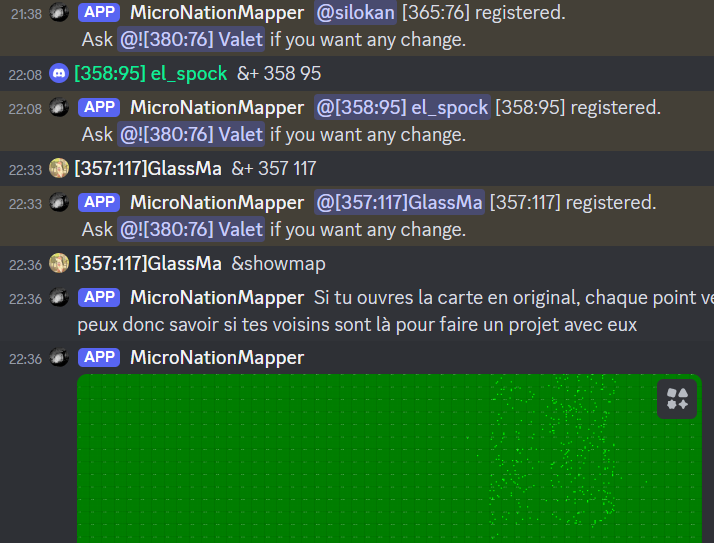 21:38 APP MicroNationMapper @silokan [365:76] registered.
Ask @![380:76] Valet if you want any change.
22:08 [358:95] el_spock &+ 358 95
22:08 APP MicroNationMapper @[358:95] el_spock [358:95] registered.
Ask @![380:76] Valet if you want any change.
22:33 [357:117]GlassMa &+ 357 117
22:33 APP MicroNationMapper @[357:117]GlassMa [357:117] registered.
Ask @![380:76] Valet if you want any change.
22:36 [357:117]GlassMa &showmap
22:36 APP MicroNationMapper Si tu ouvres la carte en original, chaque point ve
peux donc savoir si tes voisins sont là pour faire un projet avec eux
22:36 APP MicroNationMapper